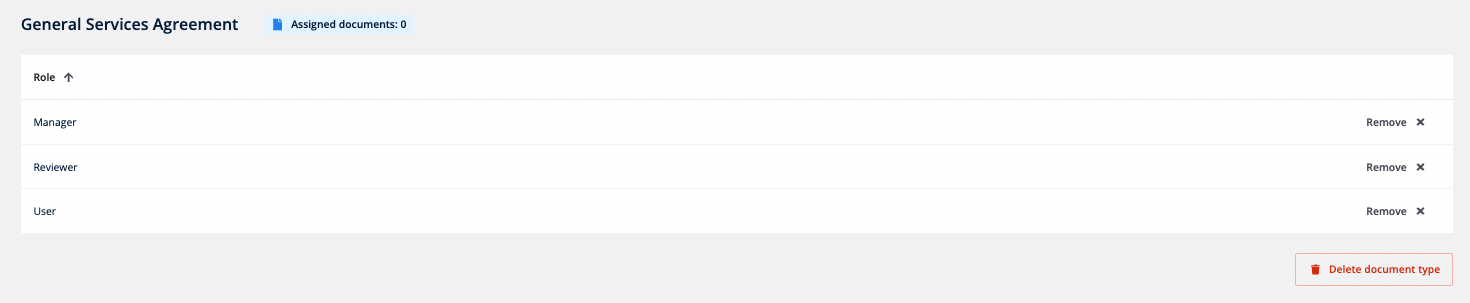 General Services Agreement Assigned documents: 0
Role
Manager Remove
Reviewer Remove
User Remove
Delete document type